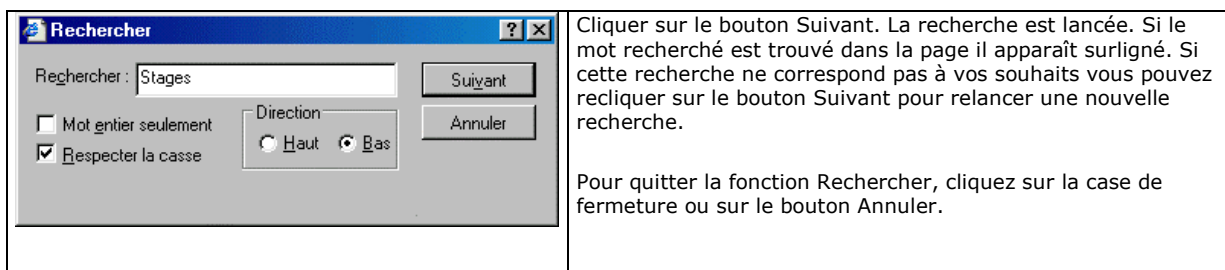 Rechercher
Rechercher : Stages
Suivant
Mot entier seulement
Direction
Annuler
Haut Bas
Respecter la casse
Cliquer sur le bouton Suivant. La recherche est lancée. Si le
mot recherché est trouvé dans la page il apparaît surligné. Si
cette recherche ne correspond pas à vos souhaits vous pouvez
recliquer sur le bouton Suivant pour relancer une nouvelle
recherche.
Pour quitter la fonction Rechercher, cliquez sur la case de
fermeture ou sur le bouton Annuler.